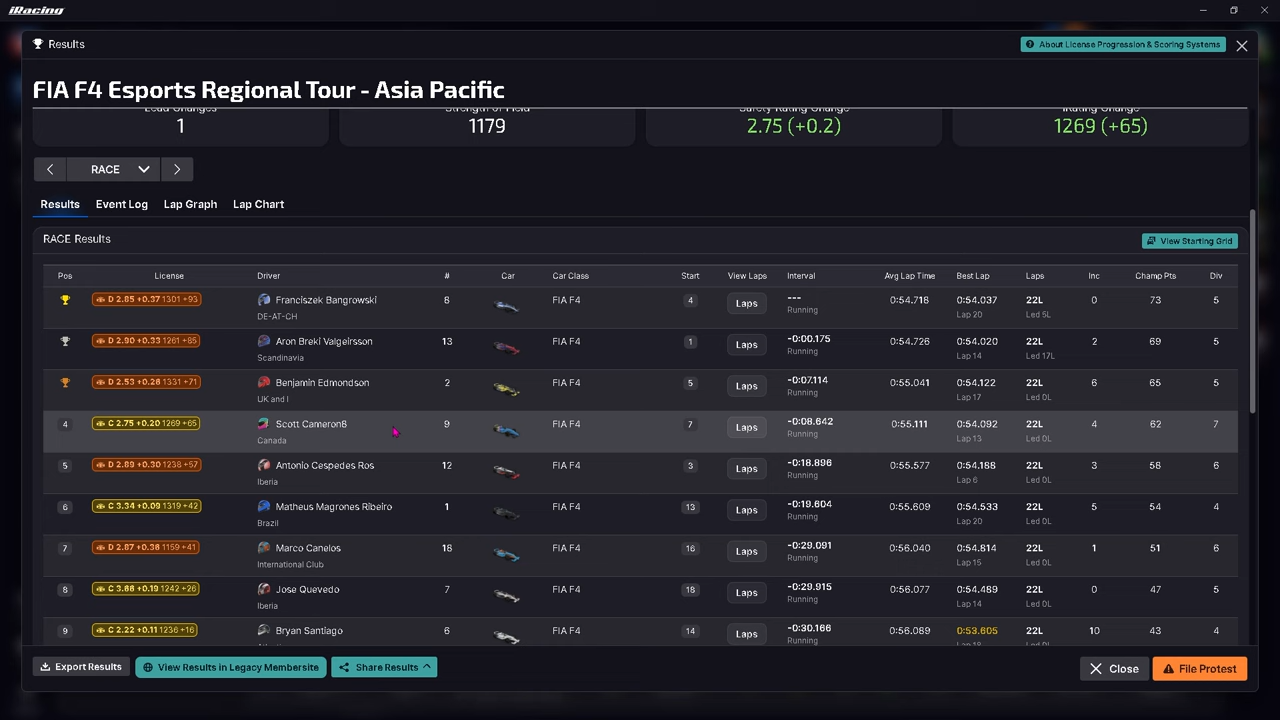 iRacing
Results
About License Progression & Scoring Systems
FIA F4 Esports Regional Tour - Asia Pacific
Lead Changes Strength of Field Safety Rating Change iRating Change
1 1179 2.75 (+0.2) 1269 (+65)
RACE
Results Event Log Lap Graph Lap Chart
RACE Results
View Starting Grid
Pos License Driver # Car Car Class Start View Laps Interval Avg Lap Time Best Lap Laps Inc Champ Pts Div
D 2.85 +0.37 1301 +93 Franciszek Bangrowski 8 FIA F4 4 Laps --- 0:54.718 0:54.037 22L 0 73 5
DE-AT-CH Running Lap 20 Led 5L
D 2.90 +0.33 1261 +85 Aron Breki Valgeirsson 13 FIA F4 1 Laps -0:00.175 0:54.726 0:54.020 22L 2 69 5
Scandinavia Running Lap 14 Led 17L
D 2.53 +0.28 1331 +71 Benjamin Edmondson 2 FIA F4 5 Laps -0:07.114 0:55.041 0:54.122 22L 6 65 5
UK and I Running Lap 17 Led 0L
4 C 2.75 +0.20 1269 +65 Scott Cameron8 9 FIA F4 7 Laps -0:08.642 0:55.111 0:54.092 22L 4 62 7
Canada Running Lap 13 Led 0L
5 D 2.89 +0.30 1238 +57 Antonio Cespedes Ros 12 FIA F4 3 Laps -0:18.896 0:55.577 0:54.188 22L 3 58 6
Iberia Running Lap 6 Led 0L
6 C 3.34 +0.09 1319 +42 Matheus Magrones Ribeiro 1 FIA F4 13 Laps -0:19.604 0:55.609 0:54.533 22L 5 54 4
Brazil Running Lap 20 Led 0L
7 D 2.87 +0.38 1159 +41 Marco Canelos 18 FIA F4 16 Laps -0:29.091 0:56.040 0:54.814 22L 1 51 6
International Club Running Lap 15 Led 0L
8 C 3.88 +0.19 1242 +26 Jose Quevedo 7 FIA F4 18 Laps -0:29.915 0:56.077 0:54.489 22L 0 47 5
Iberia Running Lap 14 Led 0L
9 C 2.22 +0.11 1236 +16 Bryan Santiago 6 FIA F4 14 Laps -0:30.166 0:56.089 0:53.605 22L 10 43 4
Export Results View Results in Legacy Membersite Share Results Close File Protest